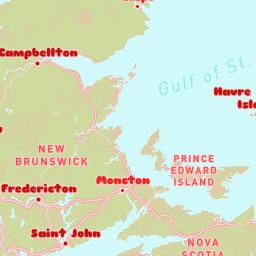 Campbellton
Gulf of St.
Havre
Isl
NEW
BRUNSWICK
PRINCE
EDWARD
ISLAND
Moncton
Fredericton
Saint John
NOVA
SCOTIA